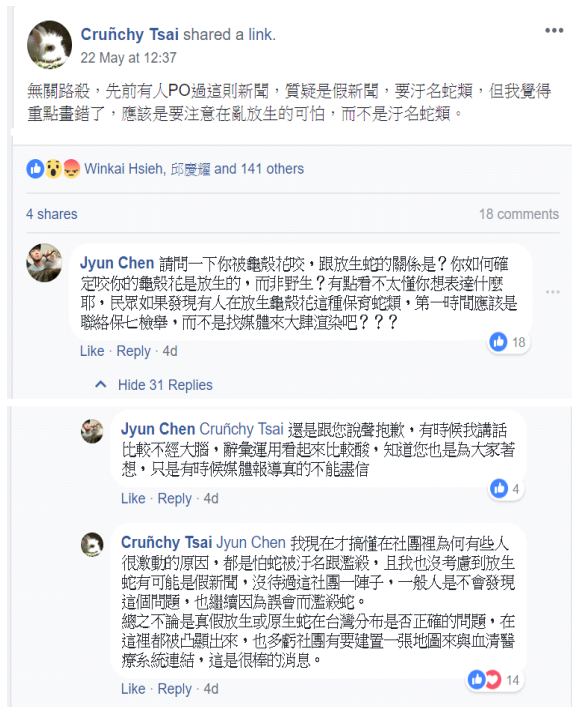 Cruñchy Tsai shared a link.
22 May at 12:37
無關路殺，先前有人PO過這則新聞，質疑是假新聞，要汙名蛇類，但我覺得
重點畫錯了，應該是要注意在亂放生的可怕，而不是汙名蛇類。
Winkai Hsieh, 邱慶耀 and 141 others
4 shares
18 comments
Jyun Chen 請問一下你被龜殼花咬，跟放生蛇的關係是？你如何確
定咬你的龜殼花是放生的，而非野生？有點看不太懂你想表達什麼
耶，民眾如果發現有人在放生龜殼花這種保育蛇類，第一時間應該是
聯絡保七檢舉，而不是找媒體來大肆渲染吧？？？
18
Like · Reply · 4d
Hide 31 Replies
Jyun Chen Cruñchy Tsai 還是跟您說聲抱歉，有時候我講話
比較不經大腦，辭彙運用看起來比較酸，知道您也是為大家著
想，只是有時候媒體報導真的不能盡信
4
Like · Reply · 4d
Cruñchy Tsai Jyun Chen 我現在才搞懂在社團裡為何有些人
很激動的原因，都是怕蛇被汙名跟濫殺，且我也沒考慮到放生
蛇有可能是假新聞，沒待過這社團一陣子，一般人是不會發現
這個問題，也繼續因為誤會而濫殺蛇。
總之不論是真假放生或原生蛇在台灣分布是否正確的問題，在
這裡都被凸顯出來，也多虧社團有要建置一張地圖來與血清醫
療系統連結，這是很棒的消息。
14
Like · Reply · 4d